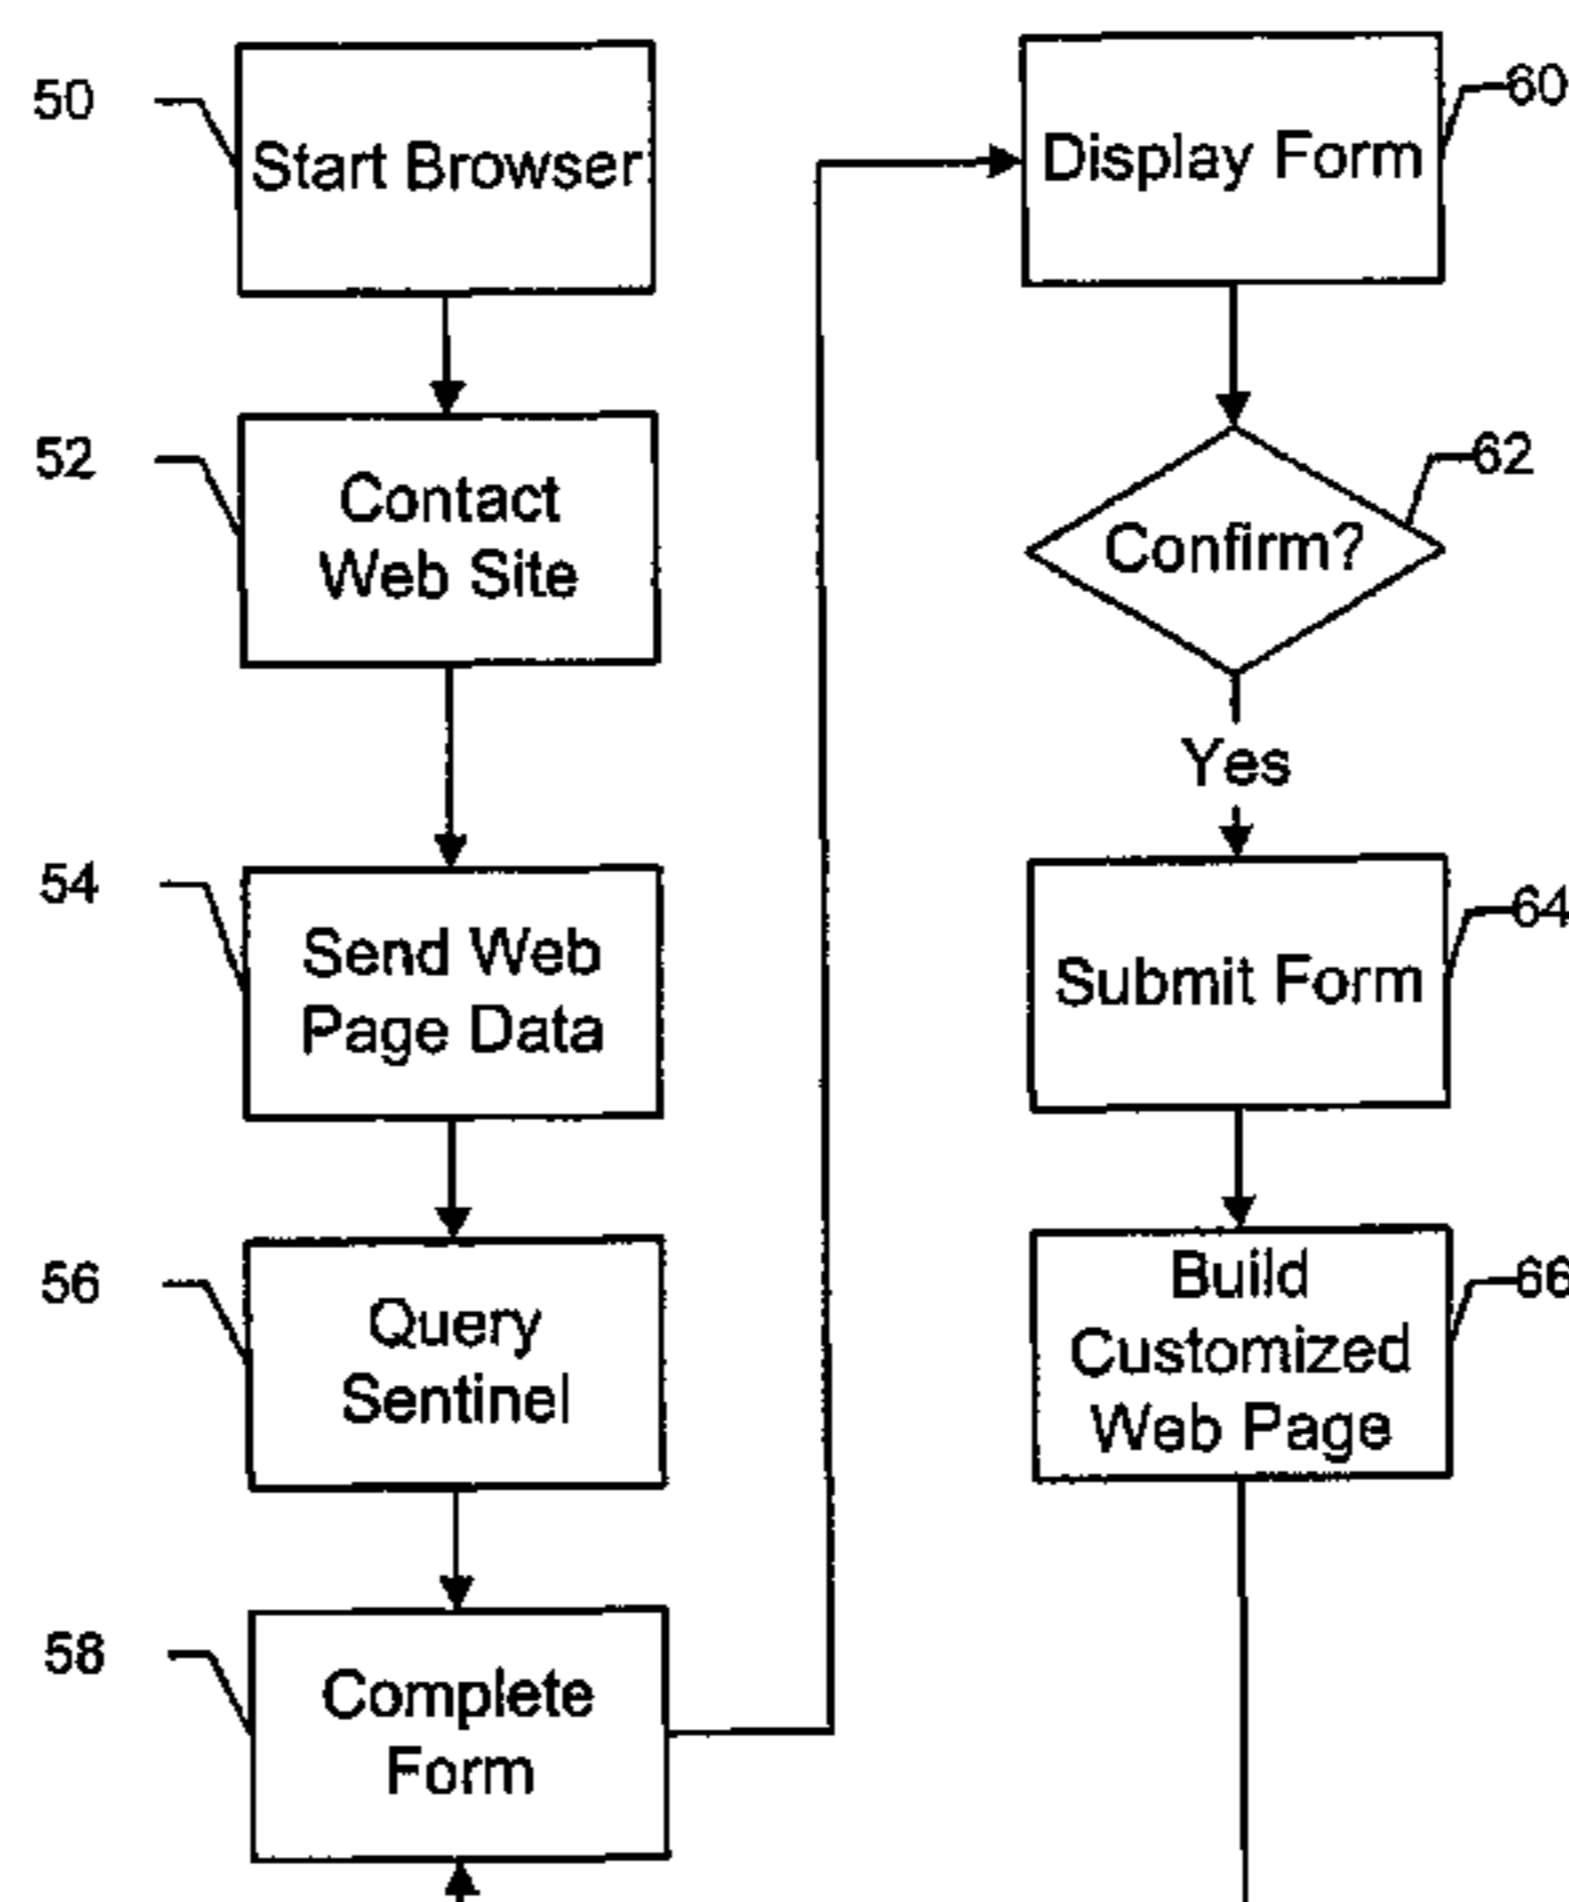 50
Start Browser
52
Contact
Web Site
54
Send Web
Page Data
56
Query
Sentinel
58
Complete
Form
60
Display Form
62
Confirm?
Yes
64
Submit Form
66
Build
Customized
Web Page